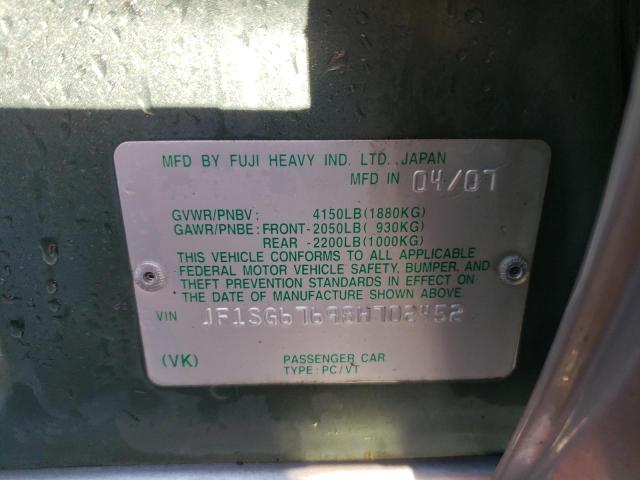 MFD BY FUJI HEAVY IND. LTD. JAPAN
MFD IN 04/07
GVWR/PNBV: 4150LB(1880KG)
GAWR/PNBE: FRONT-2050LB( 930KG)
REAR -2200LB(1000KG)
THIS VEHICLE CONFORMS TO ALL APPLICABLE
FEDERAL MOTOR VEHICLE SAFETY, BUMPER, AND
THEFT PREVENTION STANDARDS IN EFFECT ON
THE DATE OF MANUFACTURE SHOWN ABOVE.
VIN JF1SG67698H702452
(VK) PASSENGER CAR
TYPE: PC/VT